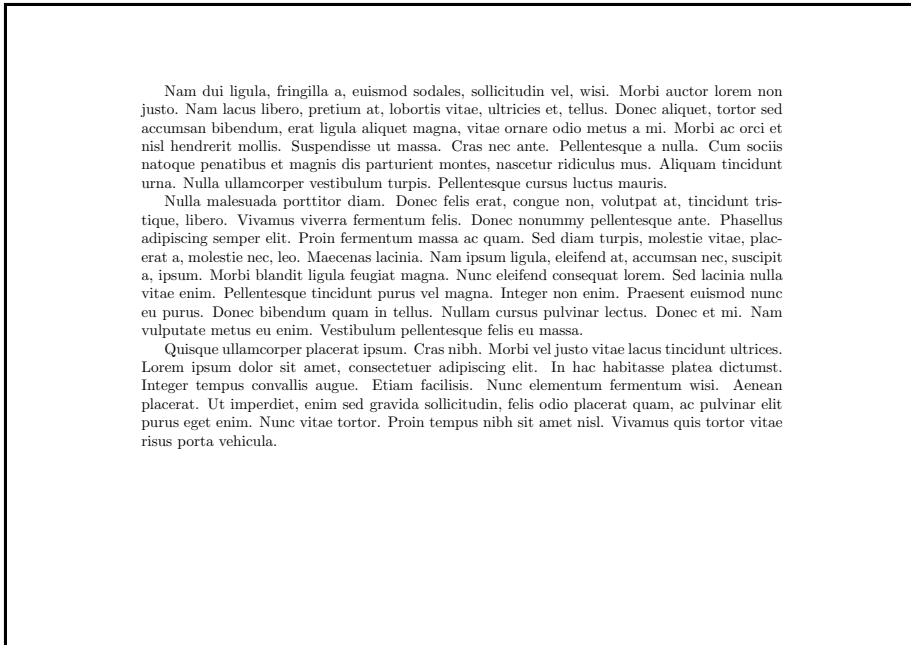 Nam dui ligula, fringilla a, euismod sodales, sollicitudin vel, wisi. Morbi auctor lorem non
justo. Nam lacus libero, pretium at, lobortis vitae, ultricies et, tellus. Donec aliquet, tortor sed
accumsan bibendum, erat ligula aliquet magna, vitae ornare odio metus a mi. Morbi ac orci et
nisl hendrerit mollis. Suspendisse ut massa. Cras nec ante. Pellentesque a nulla. Cum sociis
natoque penatibus et magnis dis parturient montes, nascetur ridiculus mus. Aliquam tincidunt
urna. Nulla ullamcorper vestibulum turpis. Pellentesque cursus luctus mauris.
Nulla malesuada porttitor diam. Donec felis erat, congue non, volutpat at, tincidunt tris-
tique, libero. Vivamus viverra fermentum felis. Donec nonummy pellentesque ante. Phasellus
adipiscing semper elit. Proin fermentum massa ac quam. Sed diam turpis, molestie vitae, plac-
erat a, molestie nec, leo. Maecenas lacinia. Nam ipsum ligula, eleifend at, accumsan nec, suscipit
a, ipsum. Morbi blandit ligula feugiat magna. Nunc eleifend consequat lorem. Sed lacinia nulla
vitae enim. Pellentesque tincidunt purus vel magna. Integer non enim. Praesent euismod nunc
eu purus. Donec bibendum quam in tellus. Nullam cursus pulvinar lectus. Donec et mi. Nam
vulputate metus eu enim. Vestibulum pellentesque felis eu massa.
Quisque ullamcorper placerat ipsum. Cras nibh. Morbi vel justo vitae lacus tincidunt ultrices.
Lorem ipsum dolor sit amet, consectetuer adipiscing elit. In hac habitasse platea dictumst.
Integer tempus convallis augue. Etiam facilisis. Nunc elementum fermentum wisi. Aenean
placerat. Ut imperdiet, enim sed gravida sollicitudin, felis odio placerat quam, ac pulvinar elit
purus eget enim. Nunc vitae tortor. Proin tempus nibh sit amet nisl. Vivamus quis tortor vitae
risus porta vehicula.